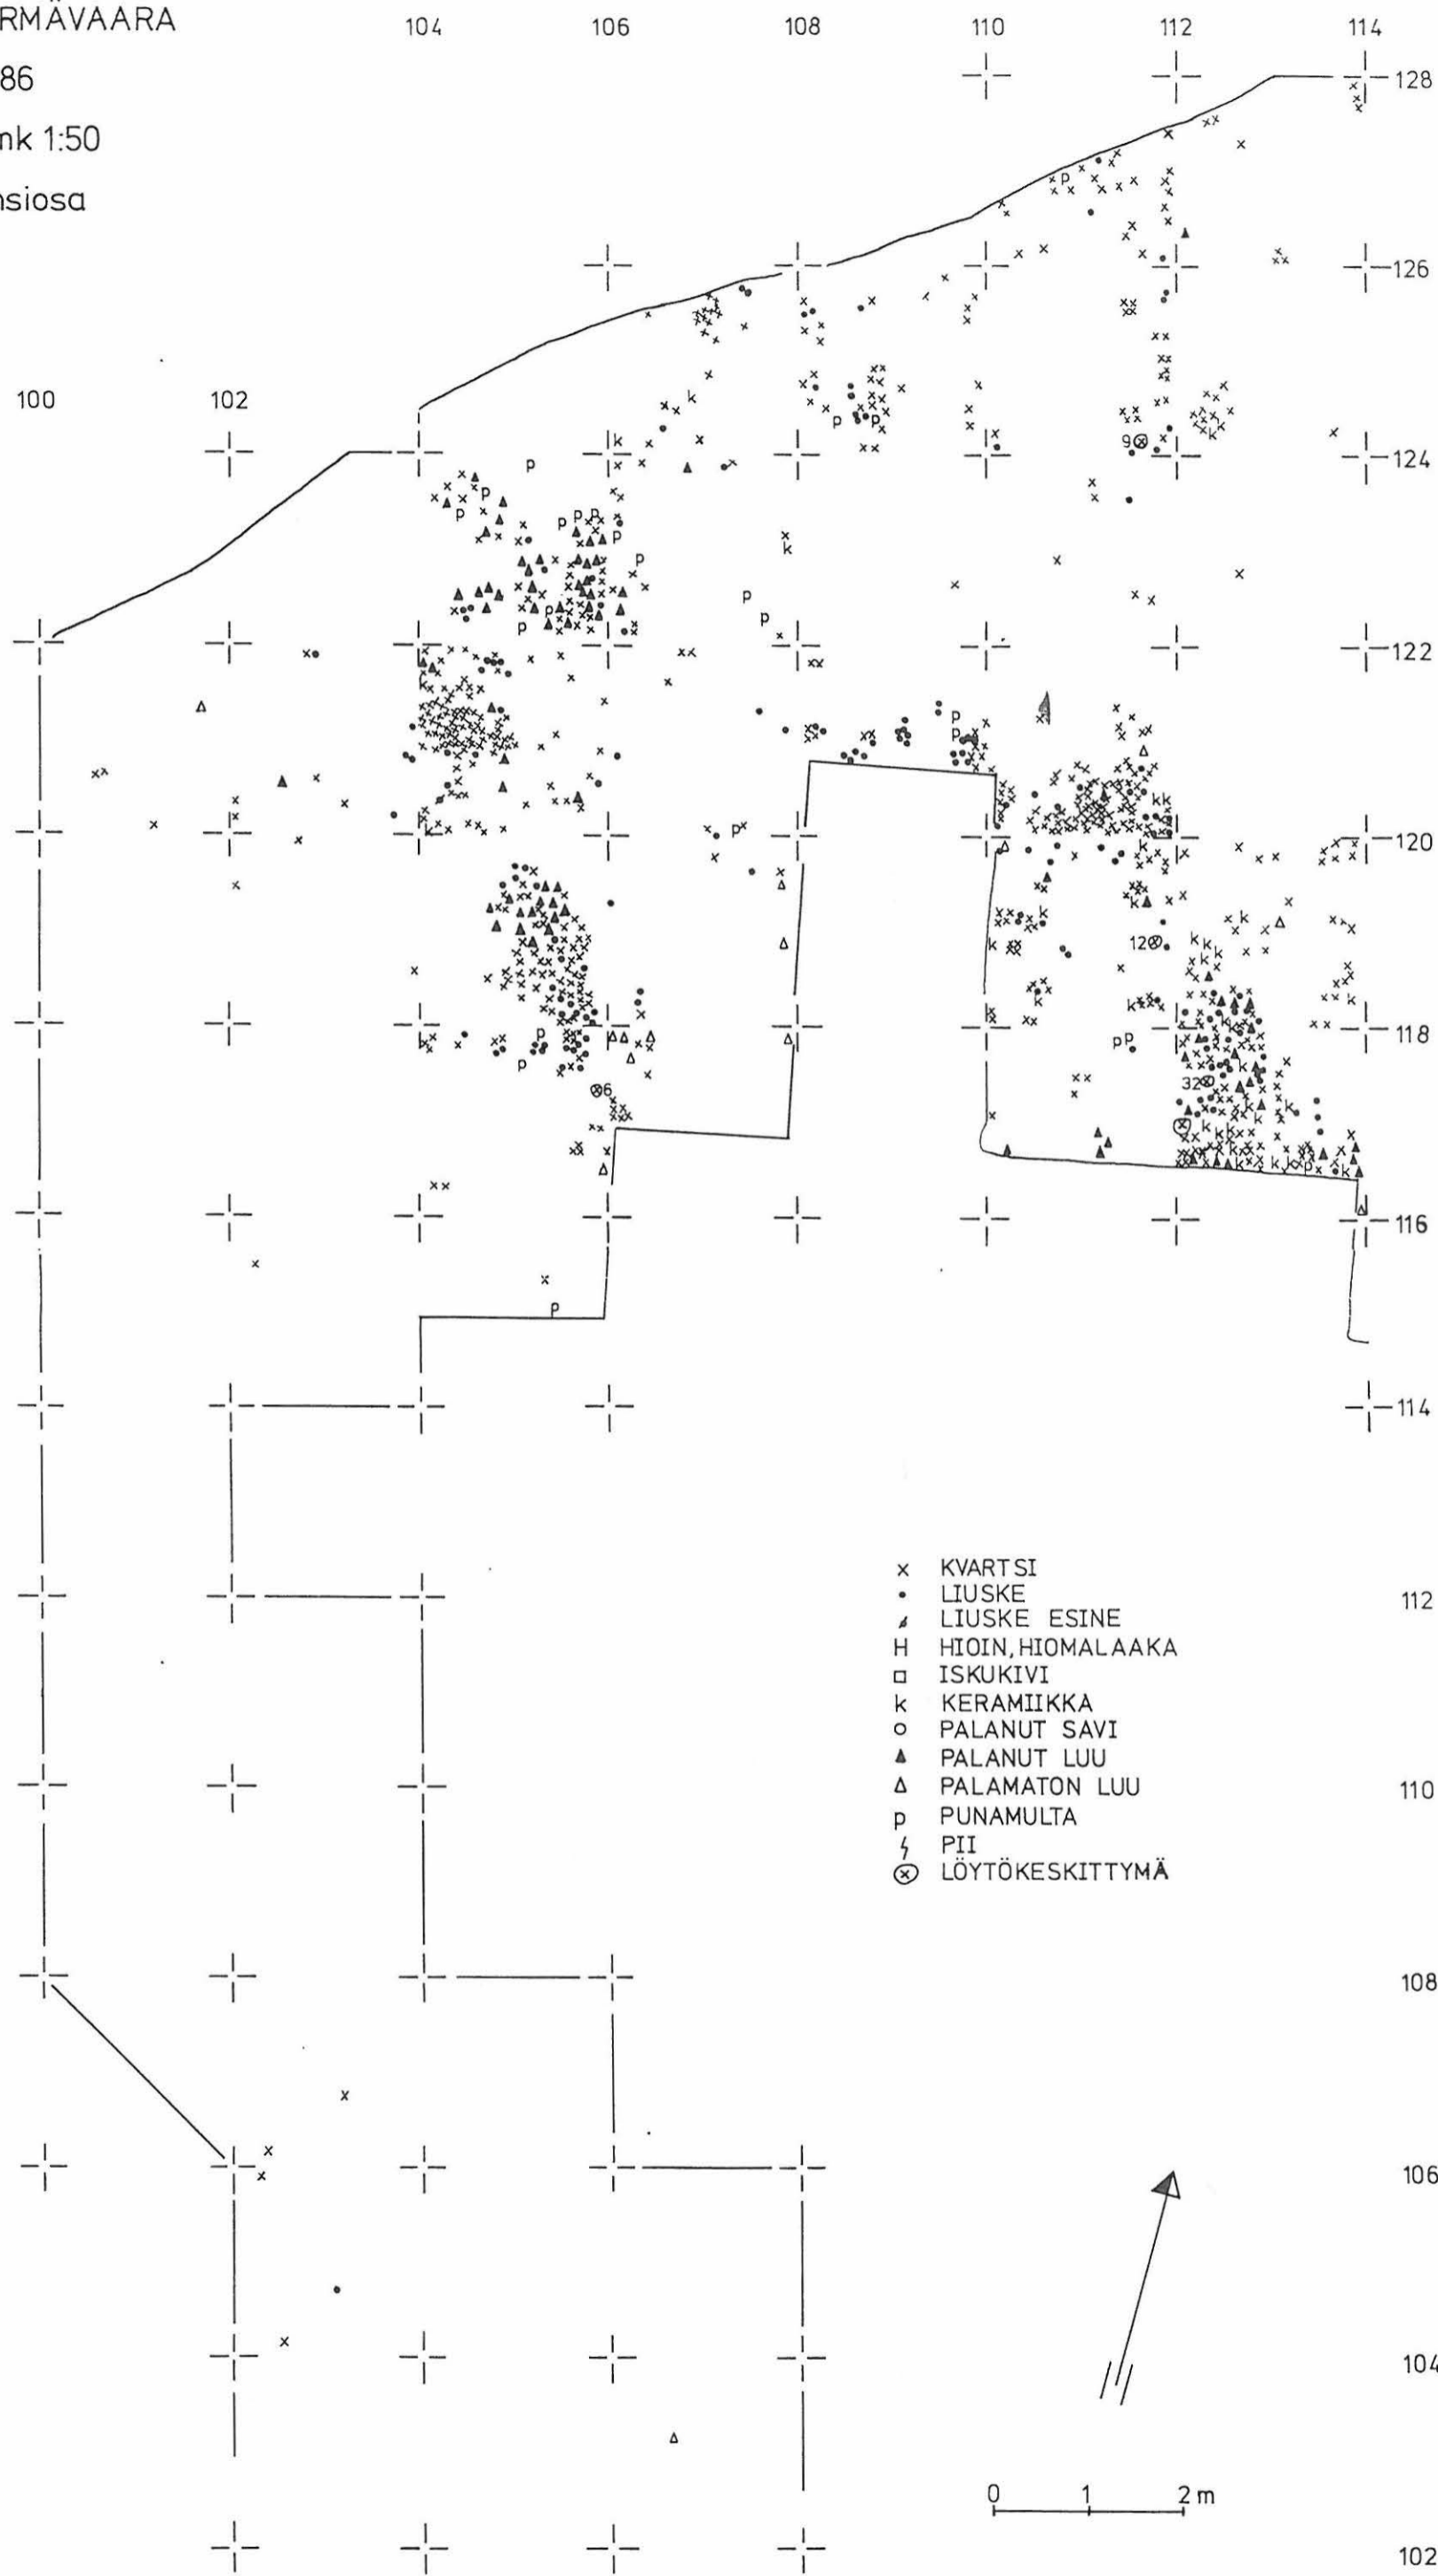 RMÄVAARA
86
nk 1:50
nsiosa
104 106 108 110 112 114
128
126
100 102
124
9
122
120
12
118
32
6
116
114
x KVARTSI
• LIUSKE
LIUSKE ESINE
H HIOIN, HIOMALAAKA
□ ISKUKIVI
k KERAMIIKKA
o PALANUT SAVI
▲ PALANUT LUU
△ PALAMATON LUU
p PUNAMULTA
PII
ⓧ LÖYTÖKESKITTYMÄ
112
110
108
106
104
0 1 2 m
102